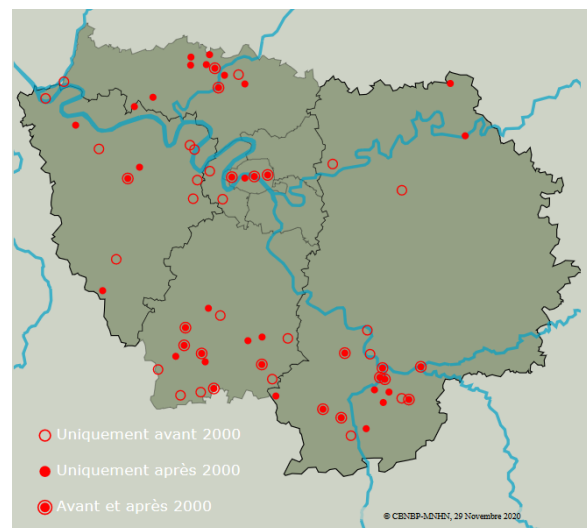 Uniquement avant 2000
Uniquement après 2000
Avant et après 2000
© CBNBP-MNHN, 29 Novembre 2020